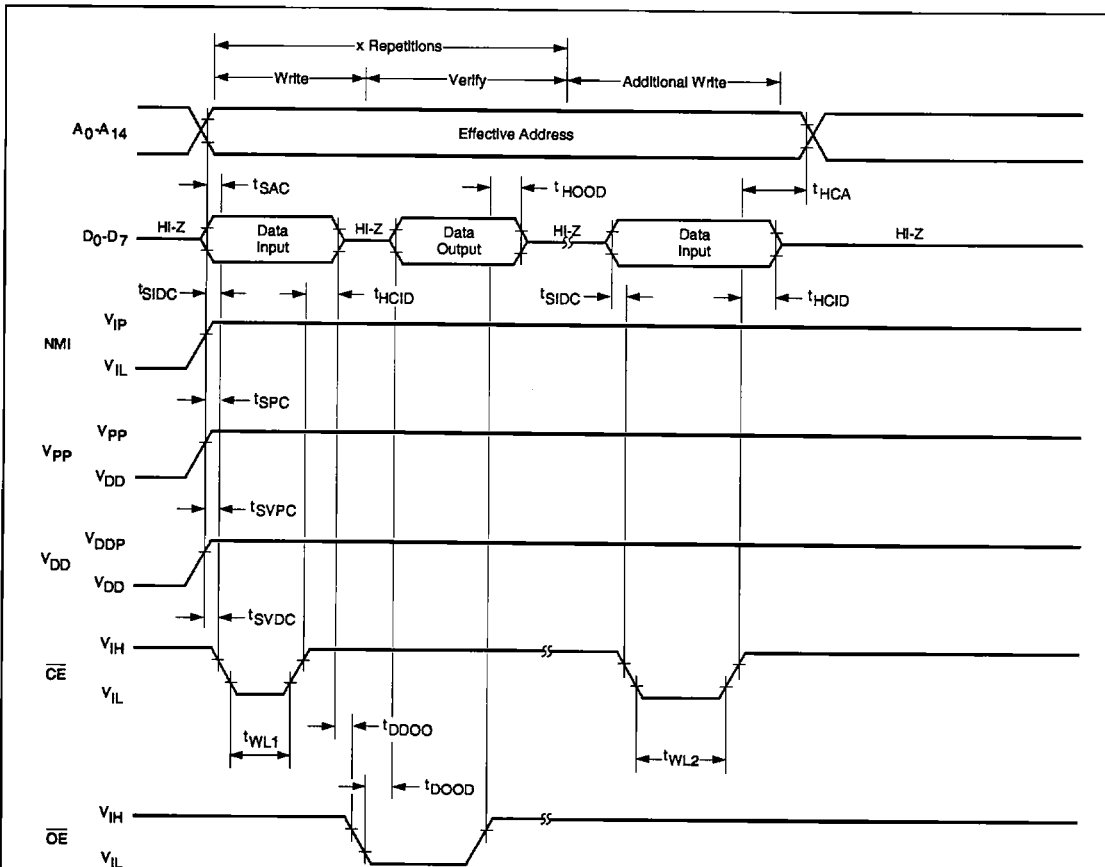 x Repetitions
Write
Verify
Additional Write
A0-A14
Effective Address
tSAC
tHOOD
tHCA
D0-D7
HI-Z
Data
Input
HI-Z
Data
Output
HI-Z
Data
Input
HI-Z
tSIDC
tHCID
tSIDC
tHCID
NMI
VIP
VIL
tSPC
VPP
VPP
VDD
tSVPC
VDD
VDDP
VDD
tSVDC
CE
VIH
VIL
tWL1
tDDOO
tWL2
tDOOD
OE
VIH
VIL